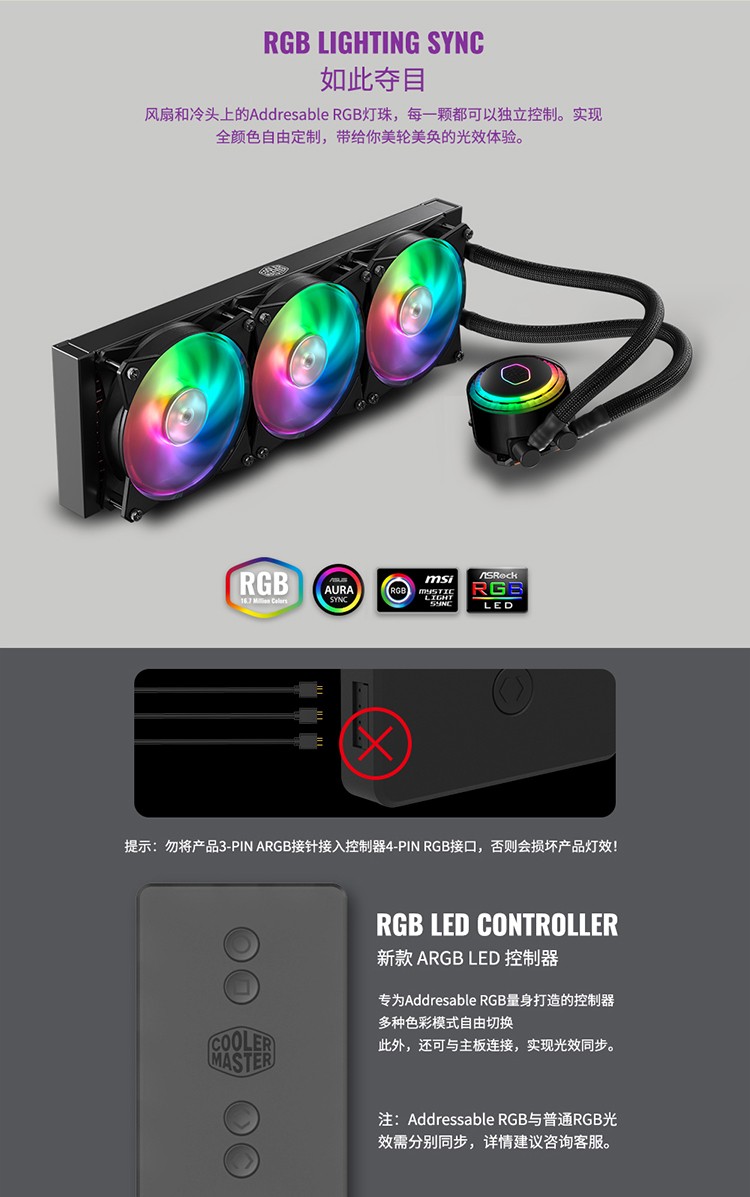 RGB LIGHTING SYNC
如此夺目
风扇和冷头上的Addresable RGB灯珠，每一颗都可以独立控制。实现
全颜色自由定制，带给你美轮美奂的光效体验。
COOLER
MASTER
RGB
16.7 Million Colors
ASUS
AURA
SYNC
RGB
msi
MYSTIC
LIGHT
SYNC
ASRock
RGB
LED
提示：勿将产品3-PIN ARGB接针接入控制器4-PIN RGB接口，否则会损坏产品灯效！
RGB LED CONTROLLER
新款 ARGB LED 控制器
专为Addresable RGB量身打造的控制器
多种色彩模式自由切换
此外，还可与主板连接，实现光效同步。
COOLER
MASTER
注：Addressable RGB与普通RGB光
效需分别同步，详情建议咨询客服。